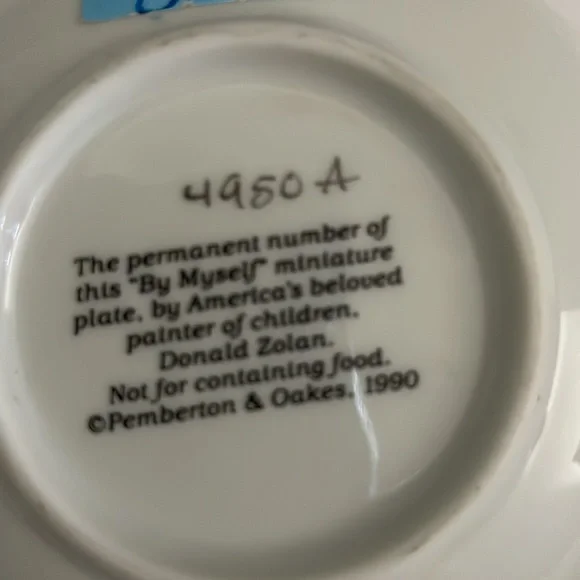 4980 A
The permanent number of
this "By Myself" miniature
plate, by America's beloved
painter of children,
Donald Zolan.
Not for containing food.
©Pemberton & Oakes, 1990